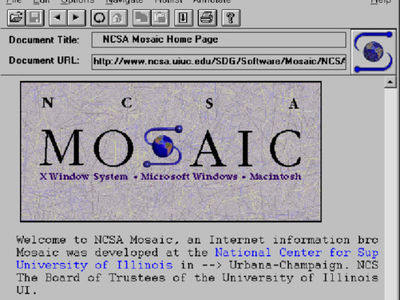 File Edit Options Navigate Hotlist Annotate Help
Document Title: NCSA Mosaic Home Page
Document URL: http://www.ncsa.uiuc.edu/SDG/Software/Mosaic/NCSA
N C S A
MOSAIC
X Window System • Microsoft Windows • Macintosh
Welcome to NCSA Mosaic, an Internet information bro
Mosaic was developed at the National Center for Sup
University of Illinois in --> Urbana-Champaign. NCS
The Board of Trustees of the University of Illinois
UI.